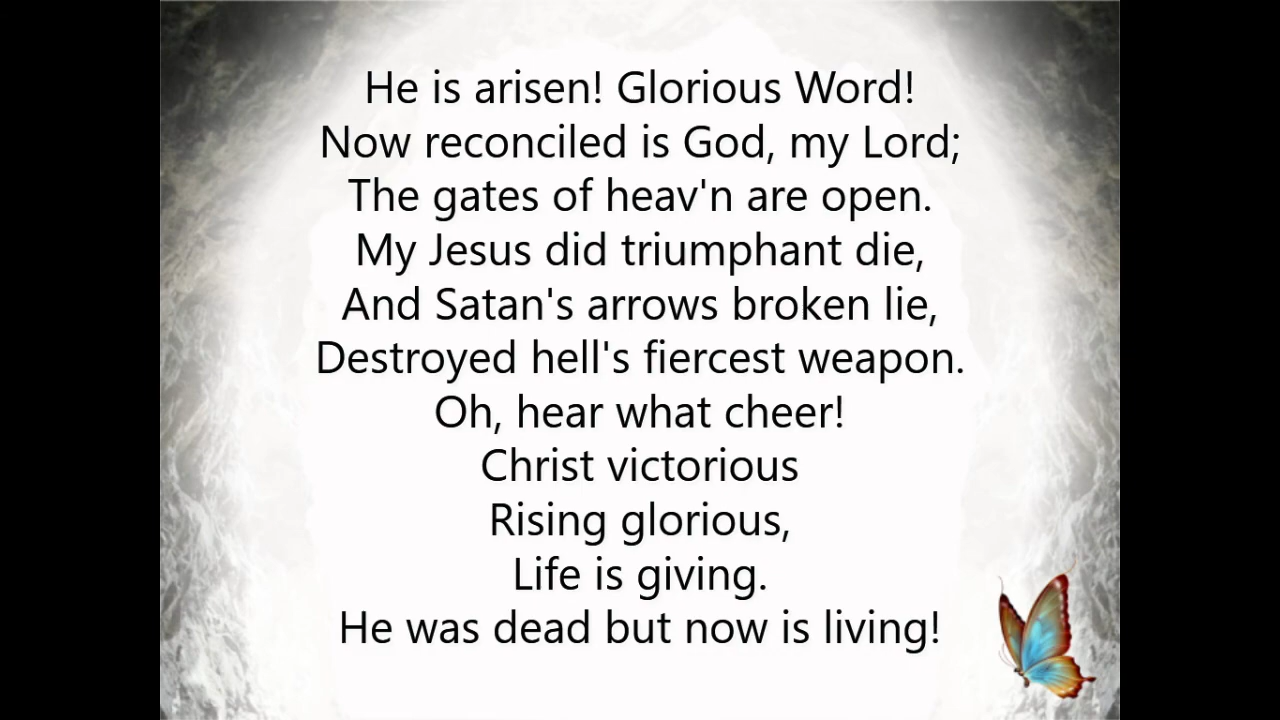 He is arisen! Glorious Word!
Now reconciled is God, my Lord;
The gates of heav'n are open.
My Jesus did triumphant die,
And Satan's arrows broken lie,
Destroyed hell's fiercest weapon.
Oh, hear what cheer!
Christ victorious
Rising glorious,
Life is giving.
He was dead but now is living!